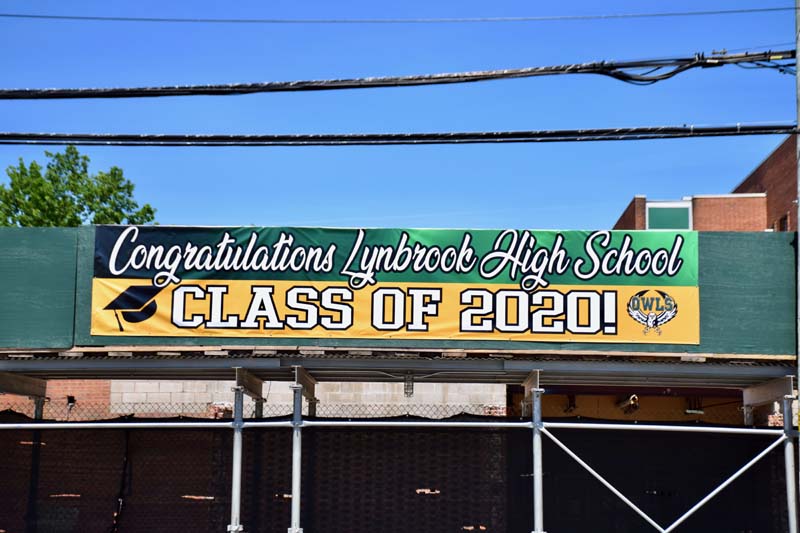 Congratulations Lynbrook High School
CLASS OF 2020!
OWLS